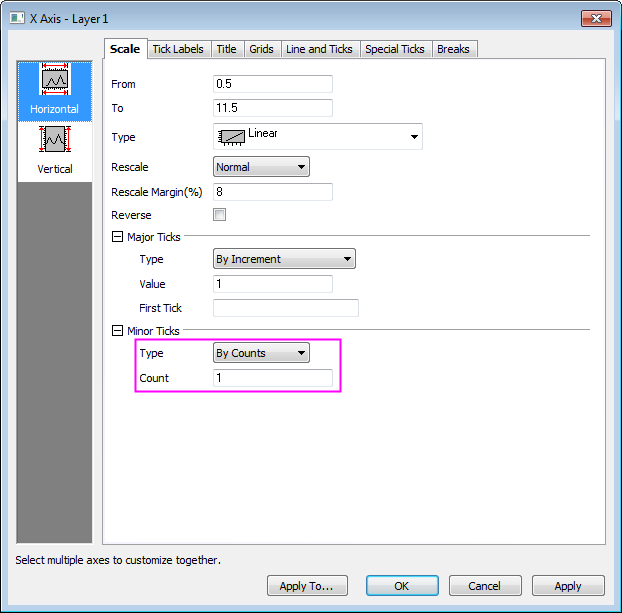 X Axis - Layer1
Scale Tick Labels Title Grids Line and Ticks Special Ticks Breaks
Horizontal
Vertical
From 0.5
To 11.5
Type Linear
Rescale Normal
Rescale Margin(%) 8
Reverse
Major Ticks
Type By Increment
Value 1
First Tick
Minor Ticks
Type By Counts
Count 1
Select multiple axes to customize together.
Apply To... OK Cancel Apply